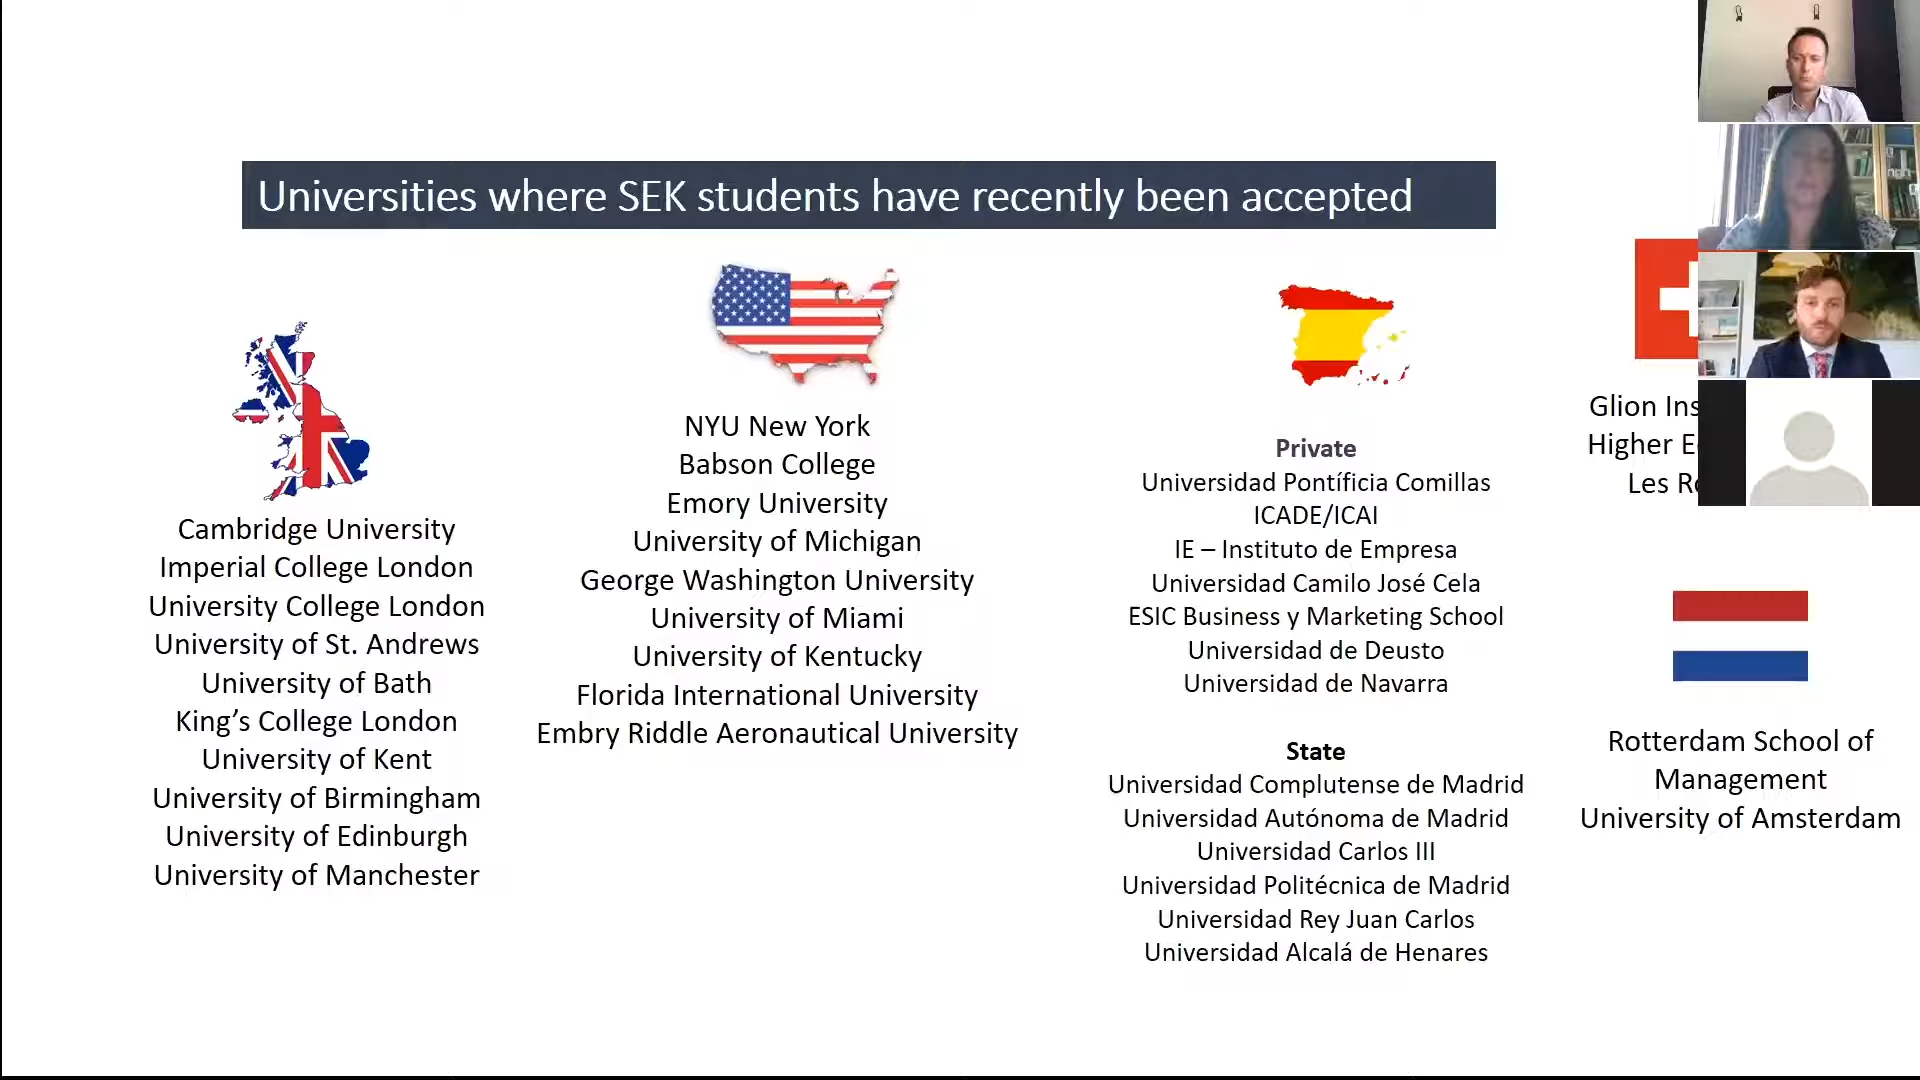 Universities where SEK students have recently been accepted
Cambridge University
Imperial College London
University College London
University of St. Andrews
University of Bath
King’s College London
University of Kent
University of Birmingham
University of Edinburgh
University of Manchester
NYU New York
Babson College
Emory University
University of Michigan
George Washington University
University of Miami
University of Kentucky
Florida International University
Embry Riddle Aeronautical University
Private
Universidad Pontíficia Comillas
ICADE/ICAI
IE – Instituto de Empresa
Universidad Camilo José Cela
ESIC Business y Marketing School
Universidad de Deusto
Universidad de Navarra
State
Universidad Complutense de Madrid
Universidad Autónoma de Madrid
Universidad Carlos III
Universidad Politécnica de Madrid
Universidad Rey Juan Carlos
Universidad Alcalá de Henares
Glion
Higher
Les
Rotterdam School of
Management
University of Amsterdam